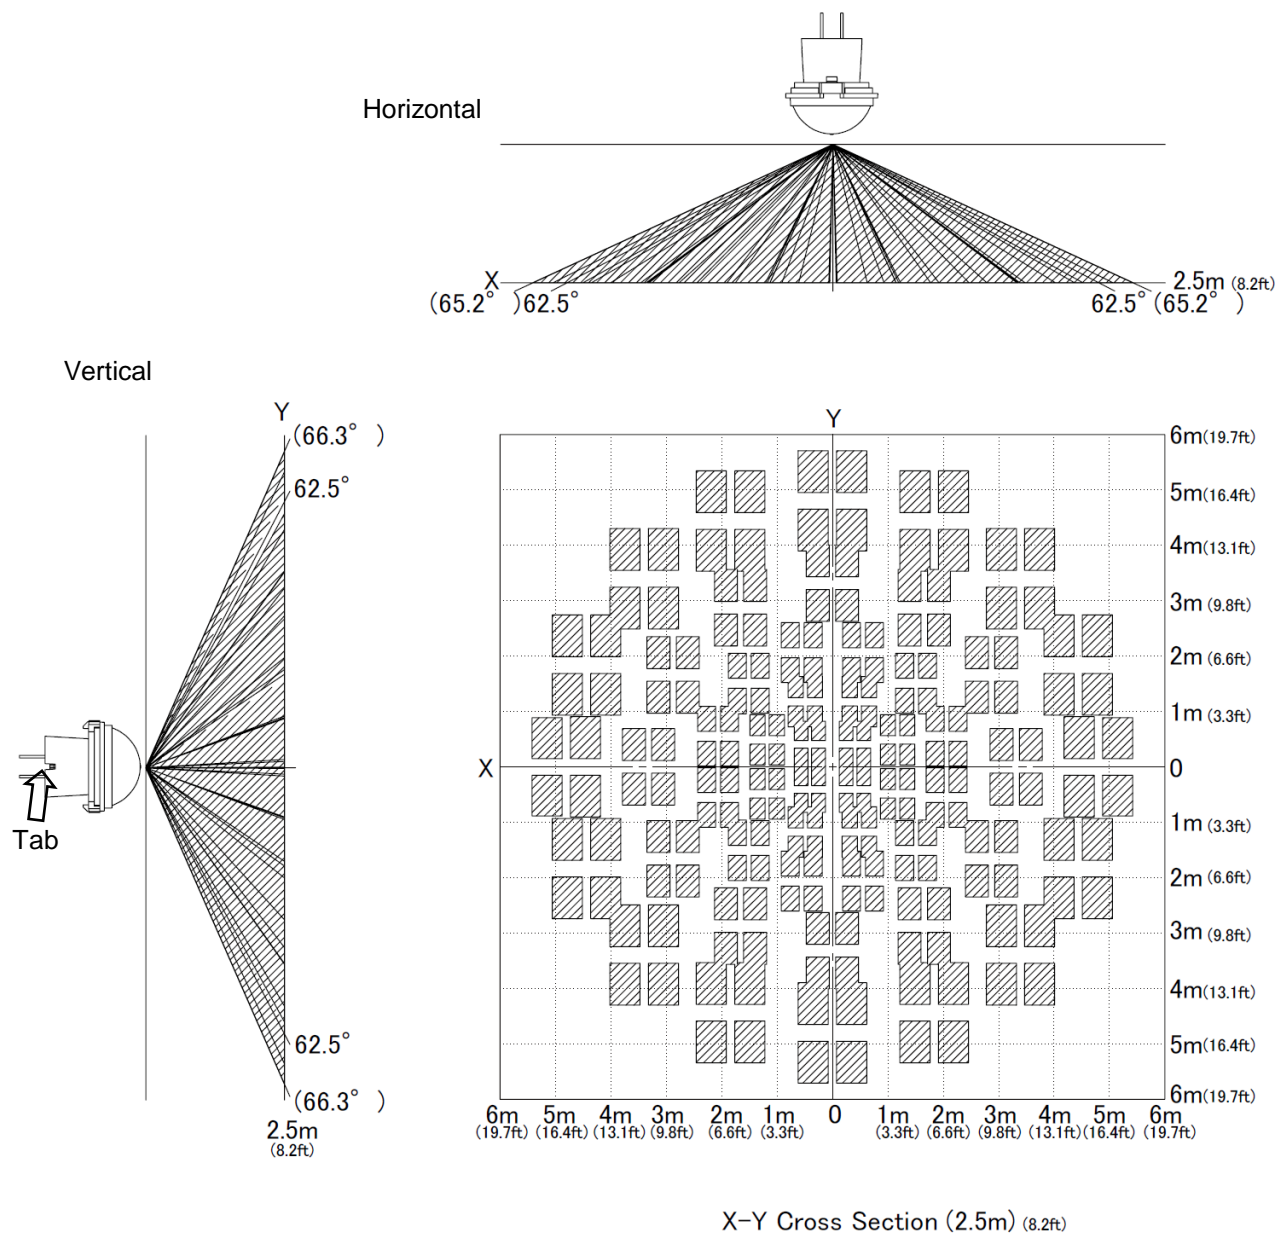 Horizontal
X
2.5m (8.2ft)
(65.2° )62.5°
62.5°(65.2° )
Vertical
Y
(66.3° )
62.5°
Tab
62.5°
(66.3° )
2.5m
(8.2ft)
Y
6m(19.7ft)
5m(16.4ft)
4m(13.1ft)
3m (9.8ft)
2m (6.6ft)
1m (3.3ft)
X
0
1m (3.3ft)
2m (6.6ft)
3m (9.8ft)
4m(13.1ft)
5m(16.4ft)
6m(19.7ft)
6m 5m 4m 3m 2m 1m 0 1m 2m 3m 4m 5m 6m
(19.7ft) (16.4ft) (13.1ft) (9.8ft) (6.6ft) (3.3ft) (3.3ft) (6.6ft) (9.8ft) (13.1ft) (16.4ft) (19.7ft)
X-Y Cross Section (2.5m) (8.2ft)